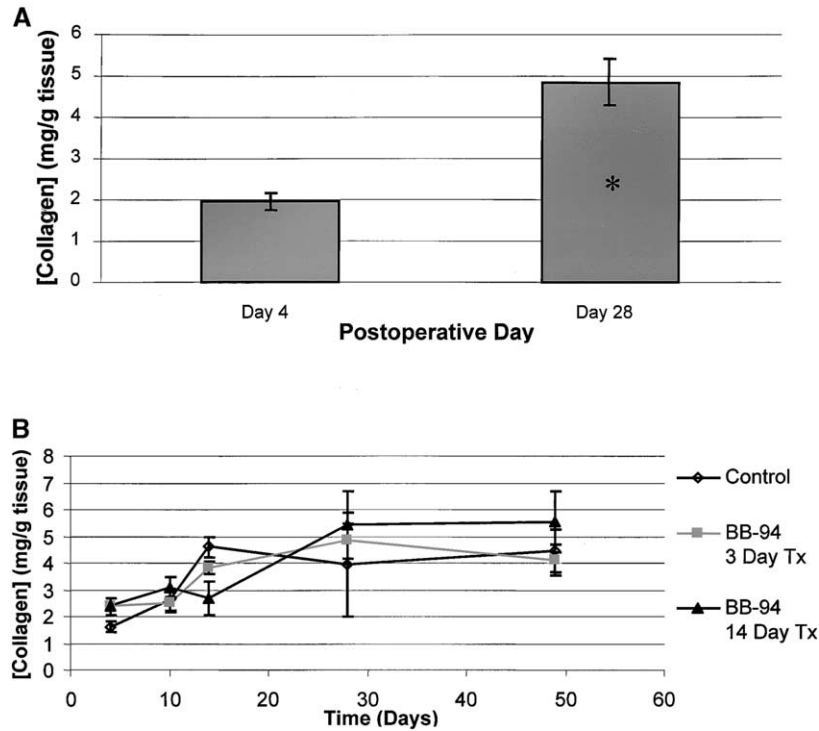 A
[Collagen] (mg/g tissue)
6
5
4
3
2
1
0
*
Day 4
Day 28
Postoperative Day
B
[Collagen] (mg/g tissue)
8
7
6
5
4
3
2
1
0
0 10 20 30 40 50 60
Time (Days)
Control
BB-94
3 Day Tx
BB-94
14 Day Tx